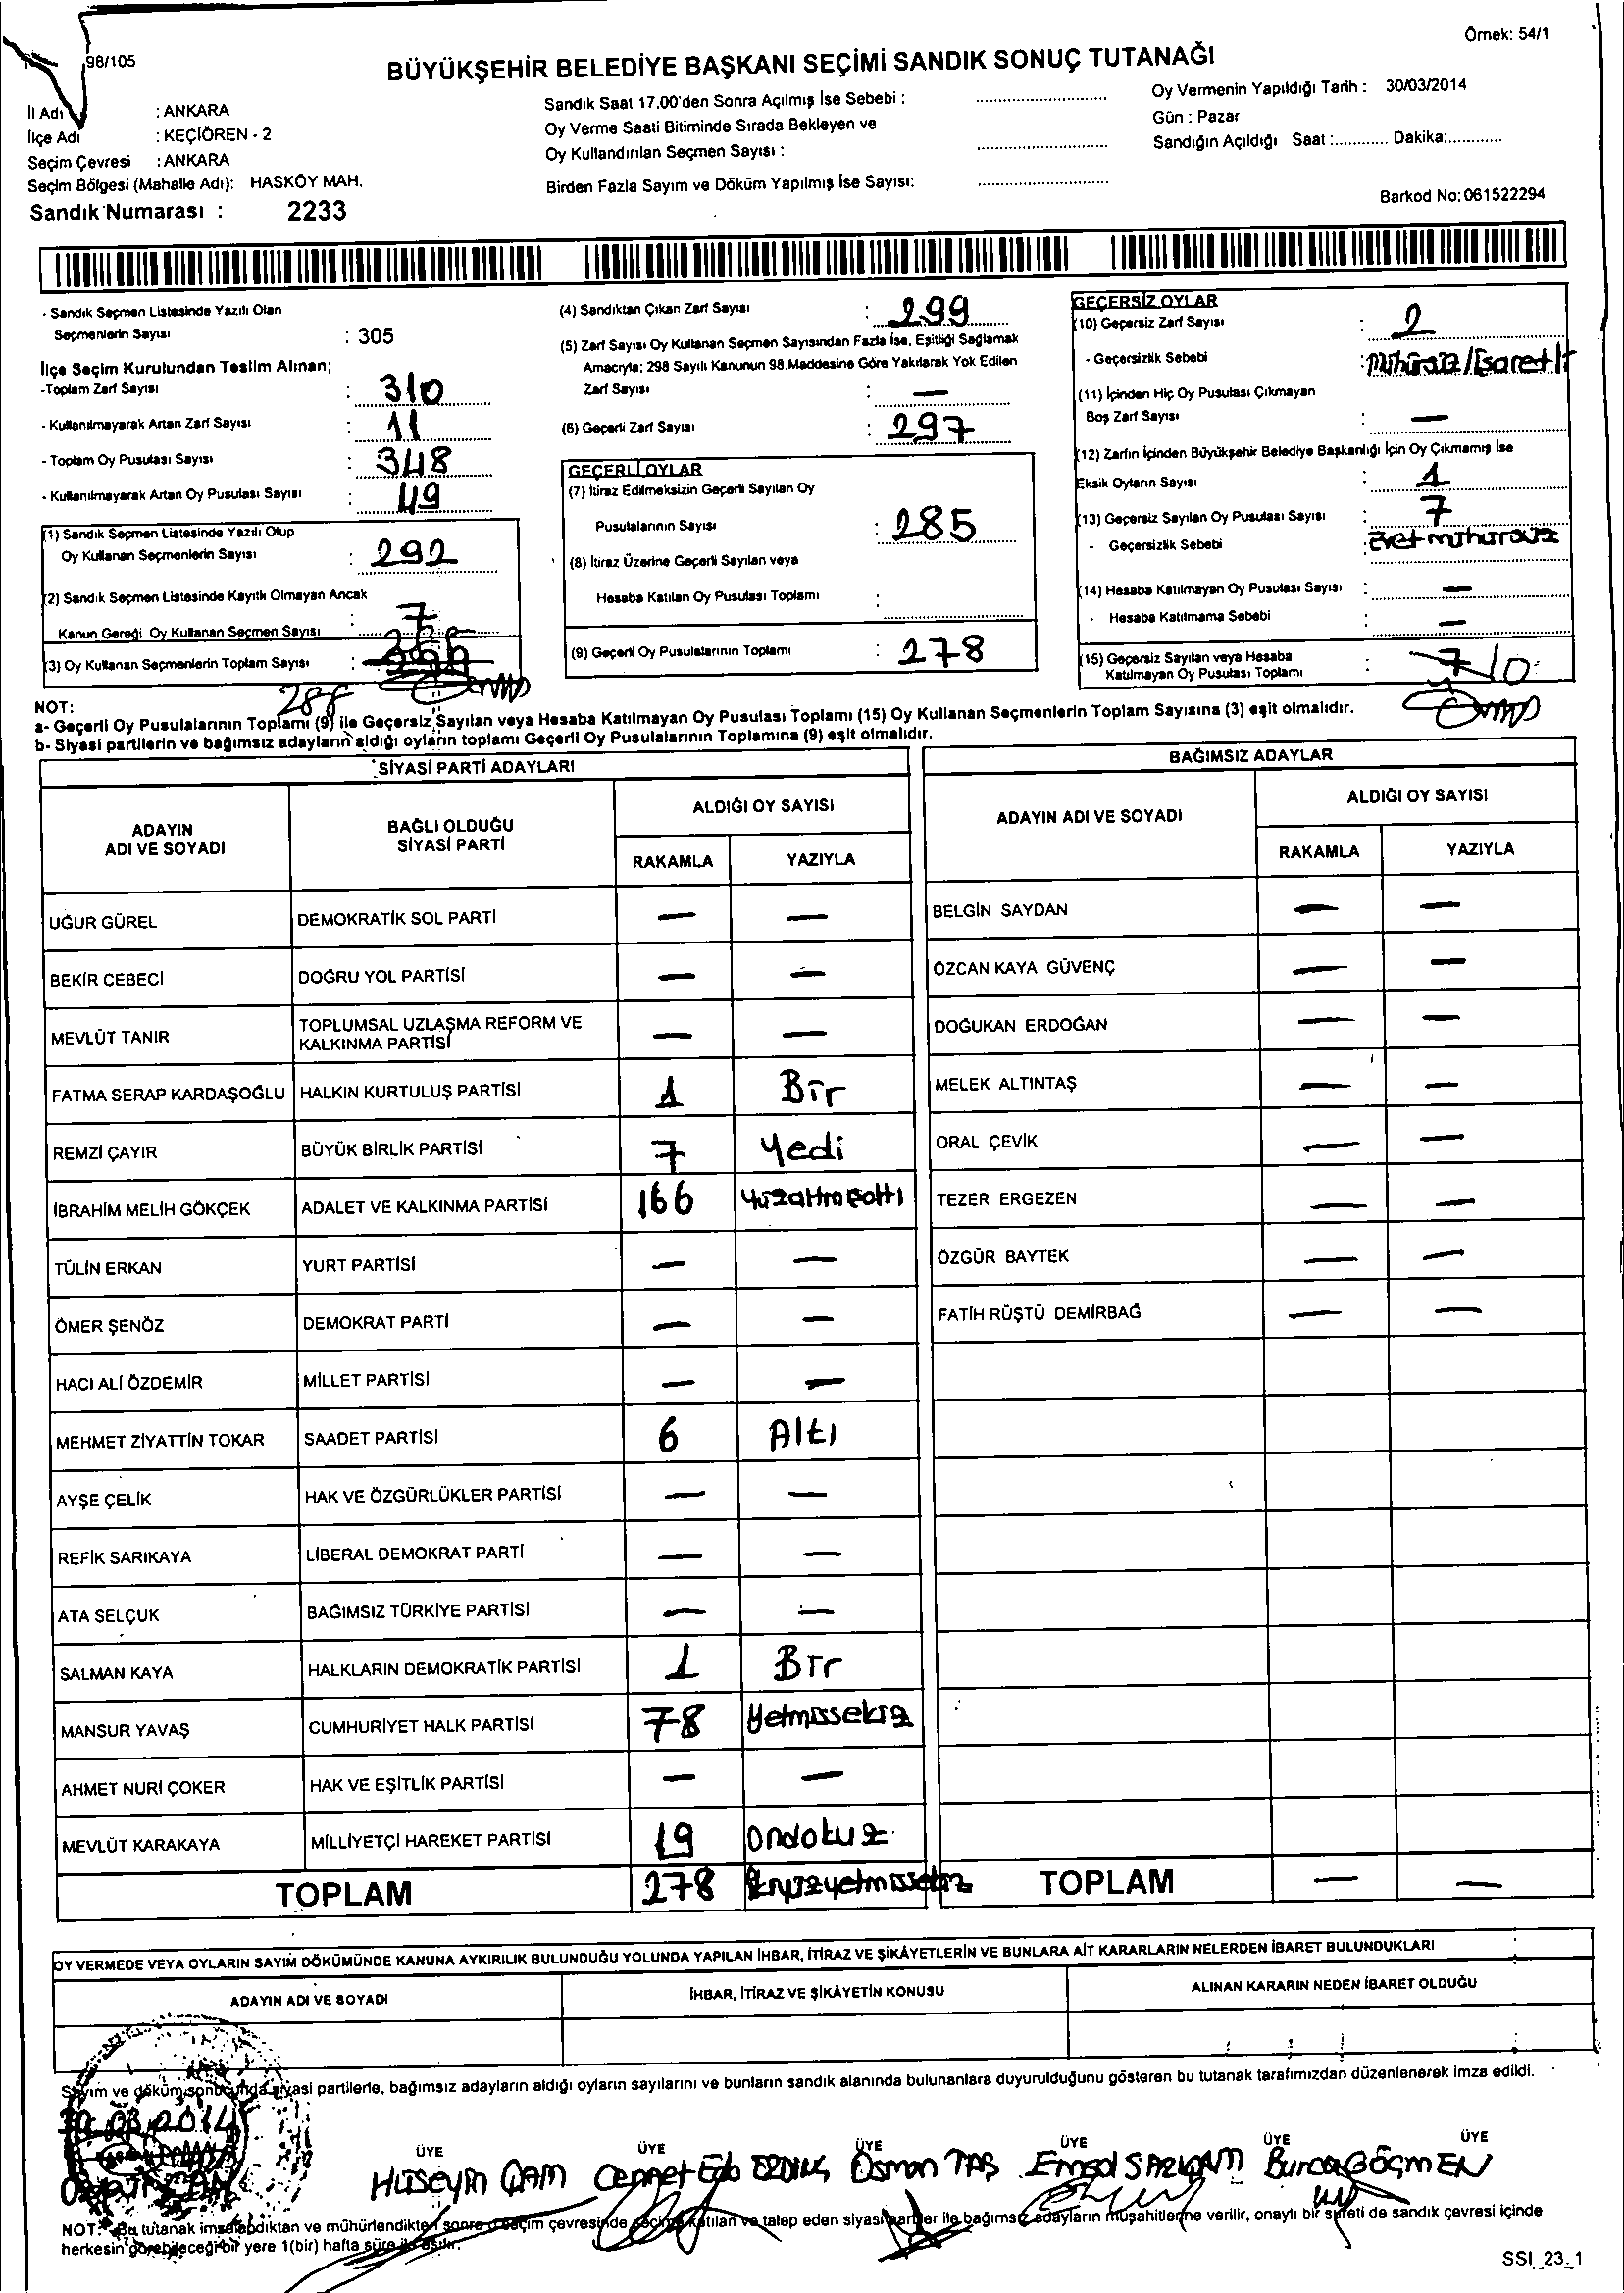 Örnek: 54/1
98/105
BÜYÜKŞEHİR BELEDİYE BAŞKANI SEÇİMİ SANDIK SONUÇ TUTANAĞI
İl Adı : ANKARA
İlçe Adı : KEÇİÖREN - 2
Seçim Çevresi : ANKARA
Seçim Bölgesi (Mahalle Adı): HASKÖY MAH.
Sandık Numarası : 2233
Sandık Saat 17.00'den Sonra Açılmış İse Sebebi :
Oy Verme Saati Bitiminde Sırada Bekleyen ve
Oy Kullandırılan Seçmen Sayısı :
Birden Fazla Sayım ve Döküm Yapılmış İse Sayısı:
Oy Vermenin Yapıldığı Tarih : 30/03/2014
Gün : Pazar
Sandığın Açıldığı Saat :............ Dakika:............
Barkod No: 061522294
- Sandık Seçmen Listesinde Yazılı Olan
Seçmenlerin Sayısı : 305
İlçe Seçim Kurulundan Teslim Alınan;
-Toplam Zarf Sayısı : 310
- Kullanılmayarak Artan Zarf Sayısı : 11
- Toplam Oy Pusulası Sayısı : 348
- Kullanılmayarak Artan Oy Pusulası Sayısı : 49
(1) Sandık Seçmen Listesinde Yazılı Olup
Oy Kullanan Seçmenlerin Sayısı : 292
(2) Sandık Seçmen Listesinde Kayıtlı Olmayan Ancak
Kanun Gereği Oy Kullanan Seçmen Sayısı : 7
(3) Oy Kullanan Seçmenlerin Toplam Sayısı :
288
(4) Sandıktan Çıkan Zarf Sayısı : 299
(5) Zarf Sayısı Oy Kullanan Seçmen Sayısından Fazla İse, Eşitliği Sağlamak
Amacıyla; 298 Sayılı Kanunun 98.Maddesine Göre Yakılarak Yok Edilen
Zarf Sayısı : —
(6) Geçerli Zarf Sayısı : 297
GEÇERLİ OYLAR
(7) İtiraz Edilmeksizin Geçerli Sayılan Oy
Pusulalarının Sayısı : 285
(8) İtiraz Üzerine Geçerli Sayılan veya
Hesaba Katılan Oy Pusulası Toplamı :
(9) Geçerli Oy Pusulalarının Toplamı : 278
GEÇERSİZ OYLAR
(10) Geçersiz Zarf Sayısı : 2
- Geçersizlik Sebebi : Mühürsüz/İşaretli
(11) İçinden Hiç Oy Pusulası Çıkmayan
Boş Zarf Sayısı : —
(12) Zarfın İçinden Büyükşehir Belediye Başkanlığı İçin Oy Çıkmamış İse
Eksik Oyların Sayısı : 1
(13) Geçersiz Sayılan Oy Pusulası Sayısı : 7
- Geçersizlik Sebebi : Evet mühürsüz
(14) Hesaba Katılmayan Oy Pusulası Sayısı : —
- Hesaba Katılmama Sebebi : —
(15) Geçersiz Sayılan veya Hesaba
Katılmayan Oy Pusulası Toplamı : 7 10
NOT:
a- Geçerli Oy Pusulalarının Toplamı (9) ile Geçersiz Sayılan veya Hesaba Katılmayan Oy Pusulası Toplamı (15) Oy Kullanan Seçmenlerin Toplam Sayısına (3) eşit olmalıdır.
b- Siyasi partilerin ve bağımsız adayların aldığı oyların toplamı Geçerli Oy Pusulalarının Toplamına (9) eşit olmalıdır.
SİYASİ PARTİ ADAYLARI
ADAYIN ADI VE SOYADI
BAĞLI OLDUĞU SİYASİ PARTİ
ALDIĞI OY SAYISI
RAKAMLA YAZIYLA
UĞUR GÜREL DEMOKRATİK SOL PARTİ — —
BEKİR CEBECİ DOĞRU YOL PARTİSİ — —
MEVLÜT TANIR TOPLUMSAL UZLAŞMA REFORM VE KALKINMA PARTİSİ — —
FATMA SERAP KARDAŞOĞLU HALKIN KURTULUŞ PARTİSİ 1 Bir
REMZİ ÇAYIR BÜYÜK BİRLİK PARTİSİ 7 Yedi
İBRAHİM MELİH GÖKÇEK ADALET VE KALKINMA PARTİSİ 166 Yüzaltmışaltı
TÜLİN ERKAN YURT PARTİSİ — —
ÖMER ŞENÖZ DEMOKRAT PARTİ — —
HACI ALİ ÖZDEMİR MİLLET PARTİSİ — —
MEHMET ZİYATTİN TOKAR SAADET PARTİSİ 6 Altı
AYŞE ÇELİK HAK VE ÖZGÜRLÜKLER PARTİSİ — —
REFİK SARIKAYA LİBERAL DEMOKRAT PARTİ — —
ATA SELÇUK BAĞIMSIZ TÜRKİYE PARTİSİ — —
SALMAN KAYA HALKLARIN DEMOKRATİK PARTİSİ 1 Bir
MANSUR YAVAŞ CUMHURİYET HALK PARTİSİ 78 Yetmişsekiz
AHMET NURİ ÇOKER HAK VE EŞİTLİK PARTİSİ — —
MEVLÜT KARAKAYA MİLLİYETÇİ HAREKET PARTİSİ 19 Ondokuz
TOPLAM 278 İkiyüzyetmişsekiz
BAĞIMSIZ ADAYLAR
ADAYIN ADI VE SOYADI
ALDIĞI OY SAYISI
RAKAMLA YAZIYLA
BELGİN SAYDAN — —
ÖZCAN KAYA GÜVENÇ — —
DOĞUKAN ERDOĞAN — —
MELEK ALTINTAŞ — —
ORAL ÇEVİK — —
TEZER ERGEZEN — —
ÖZGÜR BAYTEK — —
FATİH RÜŞTÜ DEMİRBAĞ — —
TOPLAM — —
OY VERMEDE VEYA OYLARIN SAYIM DÖKÜMÜNDE KANUNA AYKIRILIK BULUNDUĞU YOLUNDA YAPILAN İHBAR, İTİRAZ VE ŞİKÂYETLERİN VE BUNLARA AİT KARARLARIN NELERDEN İBARET BULUNDUKLARI
ADAYIN ADI VE SOYADI İHBAR, İTİRAZ VE ŞİKÂYETİN KONUSU ALINAN KARARIN NEDEN İBARET OLDUĞU
Sayım ve döküm sonucunda siyasi partilerle, bağımsız adayların aldığı oyların sayılarını ve bunların sandık alanında bulunanlara duyurulduğunu gösteren bu tutanak tarafımızdan düzenlenerek imza edildi.
30.03.2014
ÜYE ÜYE ÜYE ÜYE ÜYE ÜYE
Hüseyin ÇAM Cennet Osman TAŞ Burcu GÖÇMEN
NOT: Bu tutanak imzalandıktan ve mühürlendikten sonra o seçim çevresinde seçime katılan ve talep eden siyasi partiler ile bağımsız adayların müşahitlerine verilir, onaylı bir sureti de sandık çevresi içinde
herkesin görebileceği bir yere 1(bir) hafta süre ile asılır.
SSI_23_1